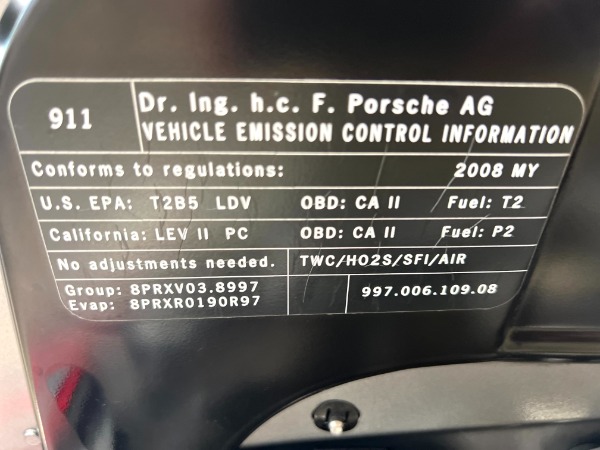 911
Dr. Ing. h.c. F. Porsche AG
VEHICLE EMISSION CONTROL INFORMATION
Conforms to regulations: 2008 MY
U.S. EPA: T2B5 LDV OBD: CA II Fuel: T2
California: LEV II PC OBD: CA II Fuel: P2
No adjustments needed. TWC/HO2S/SFI/AIR
Group: 8PRXV03.8997
Evap: 8PRXR0190R97
997.006.109.08